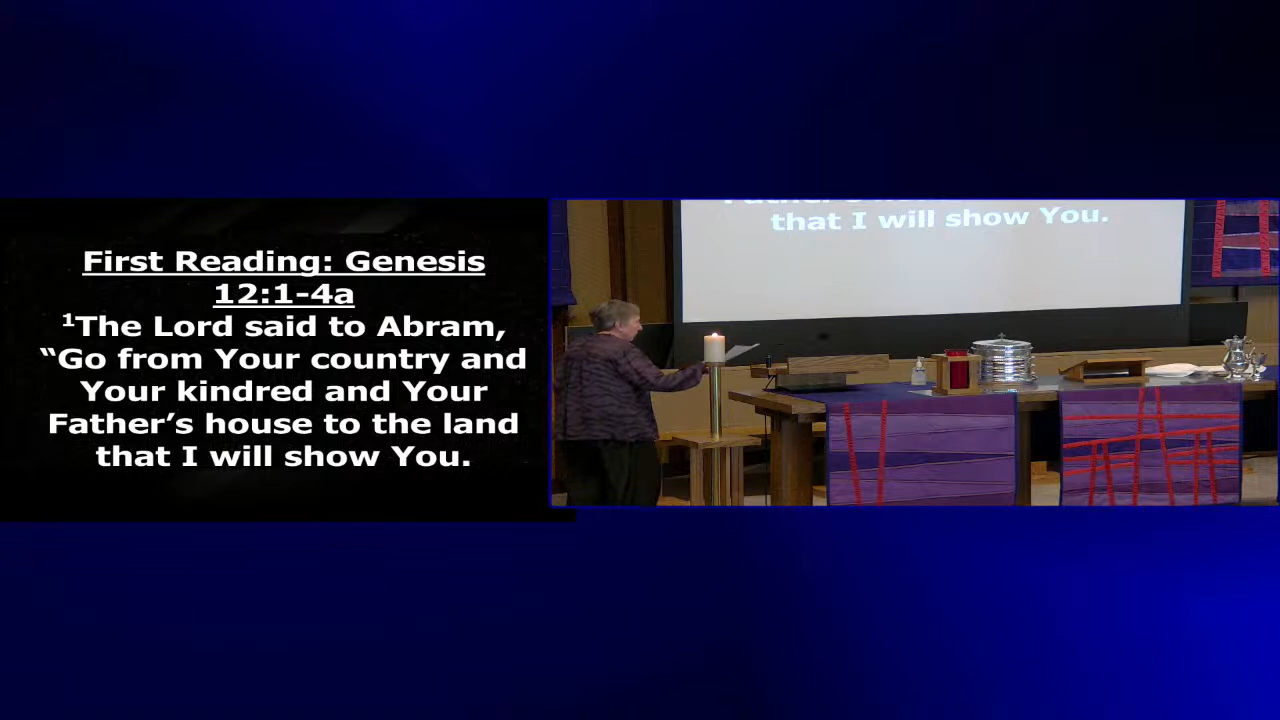 First Reading: Genesis
12:1-4a
¹The Lord said to Abram,
“Go from Your country and
Your kindred and Your
Father’s house to the land
that I will show You.
that I will show You.